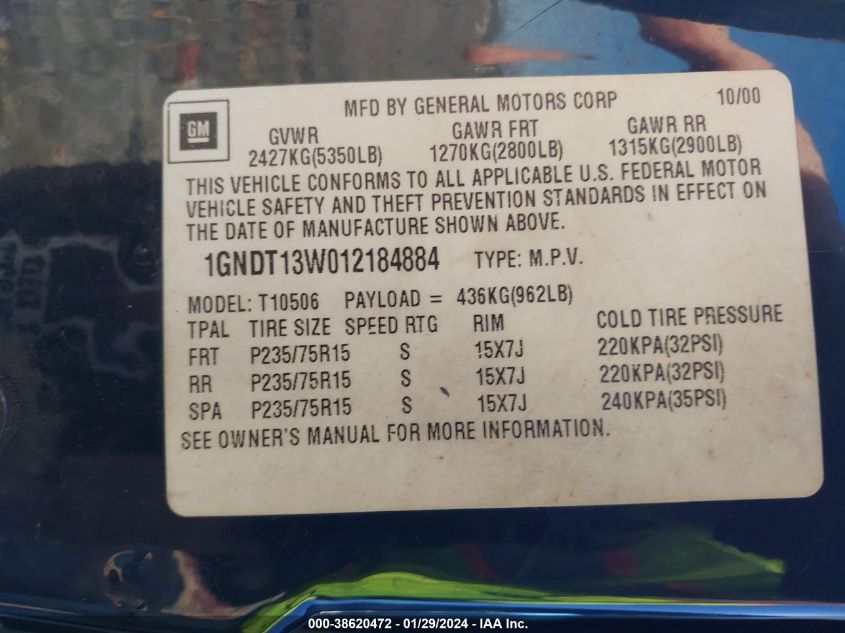 MFD BY GENERAL MOTORS CORP 10/00
GM
GVWR GAWR FRT GAWR RR
2427KG(5350LB) 1270KG(2800LB) 1315KG(2900LB)
THIS VEHICLE CONFORMS TO ALL APPLICABLE U.S. FEDERAL MOTOR
VEHICLE SAFETY AND THEFT PREVENTION STANDARDS IN EFFECT ON
THE DATE OF MANUFACTURE SHOWN ABOVE.
1GNDT13W012184884 TYPE: M.P.V.
MODEL: T10506 PAYLOAD = 436KG(962LB)
TPAL TIRE SIZE SPEED RTG RIM COLD TIRE PRESSURE
FRT P235/75R15 S 15X7J 220KPA(32PSI)
RR P235/75R15 S 15X7J 220KPA(32PSI)
SPA P235/75R15 S 15X7J 240KPA(35PSI)
SEE OWNER'S MANUAL FOR MORE INFORMATION.
000-38620472 - 01/29/2024 - IAA Inc.